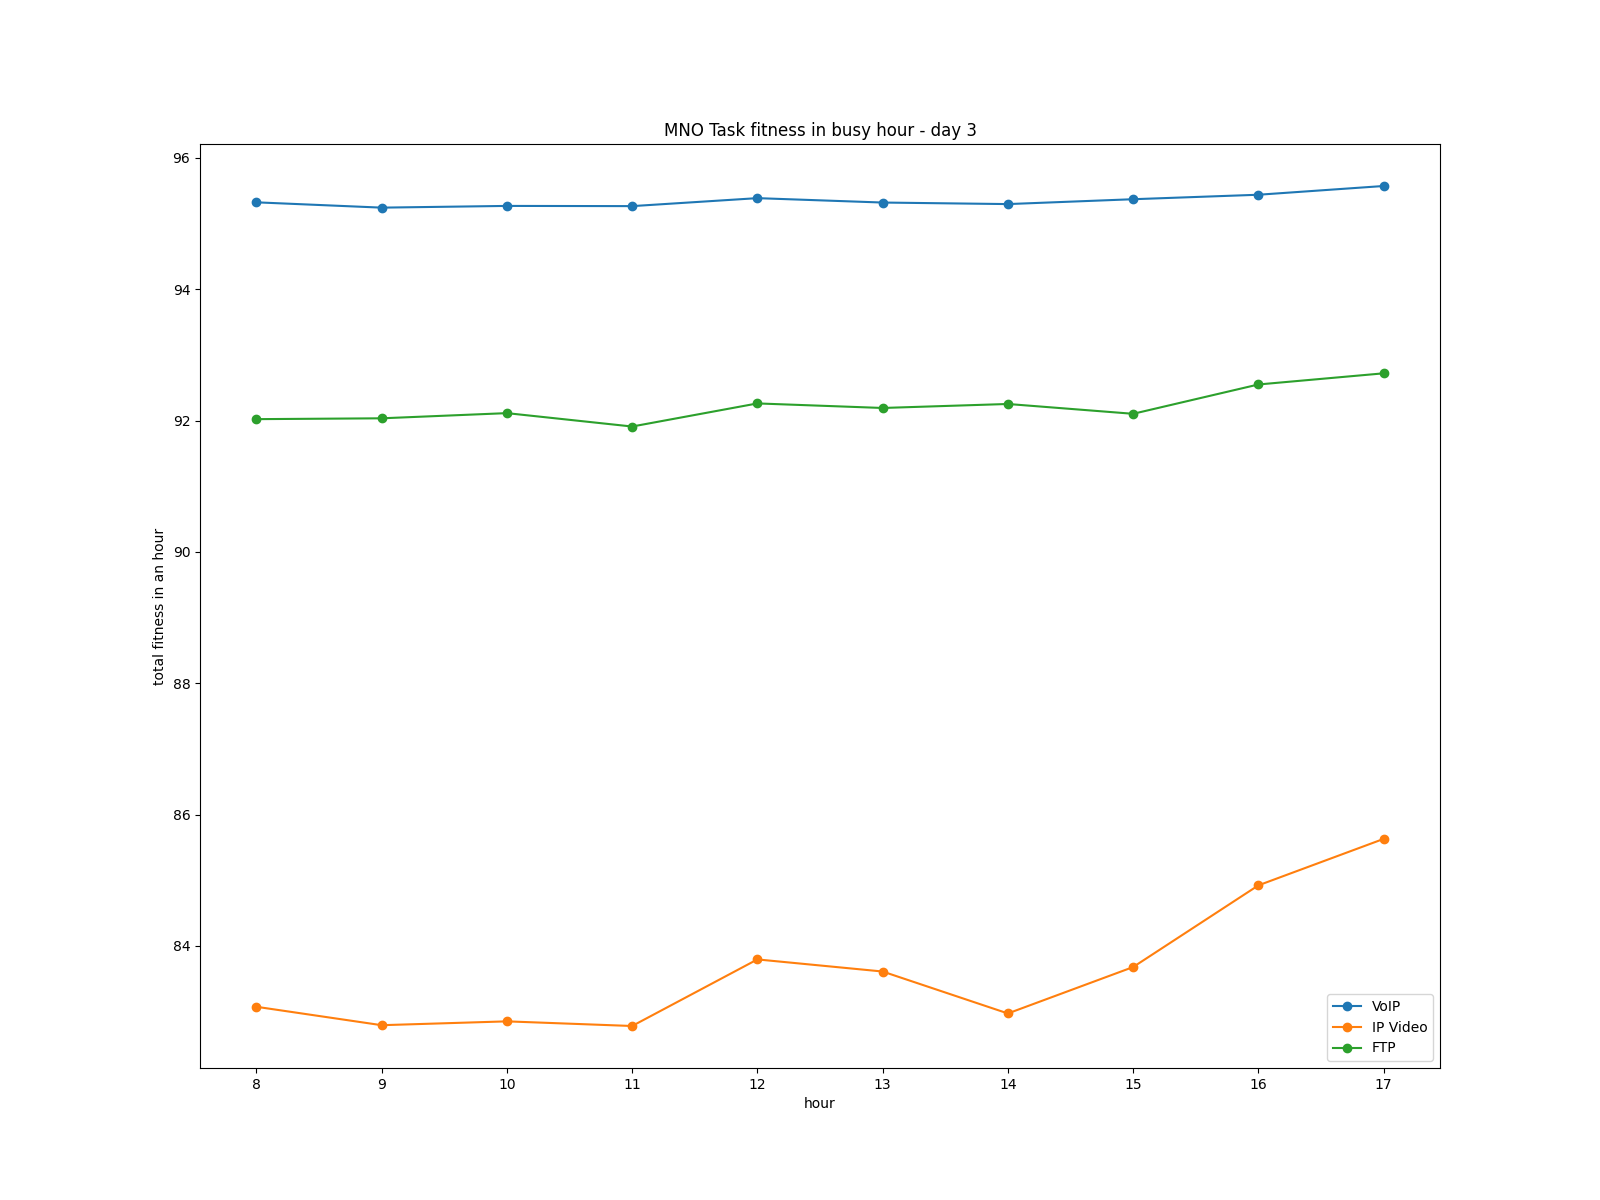 MNO Task fitness in busy hour - day 3
96
94
92
90
88
86
84
total fitness in an hour
8 9 10 11 12 13 14 15 16 17
hour
VoIP
IP Video
FTP